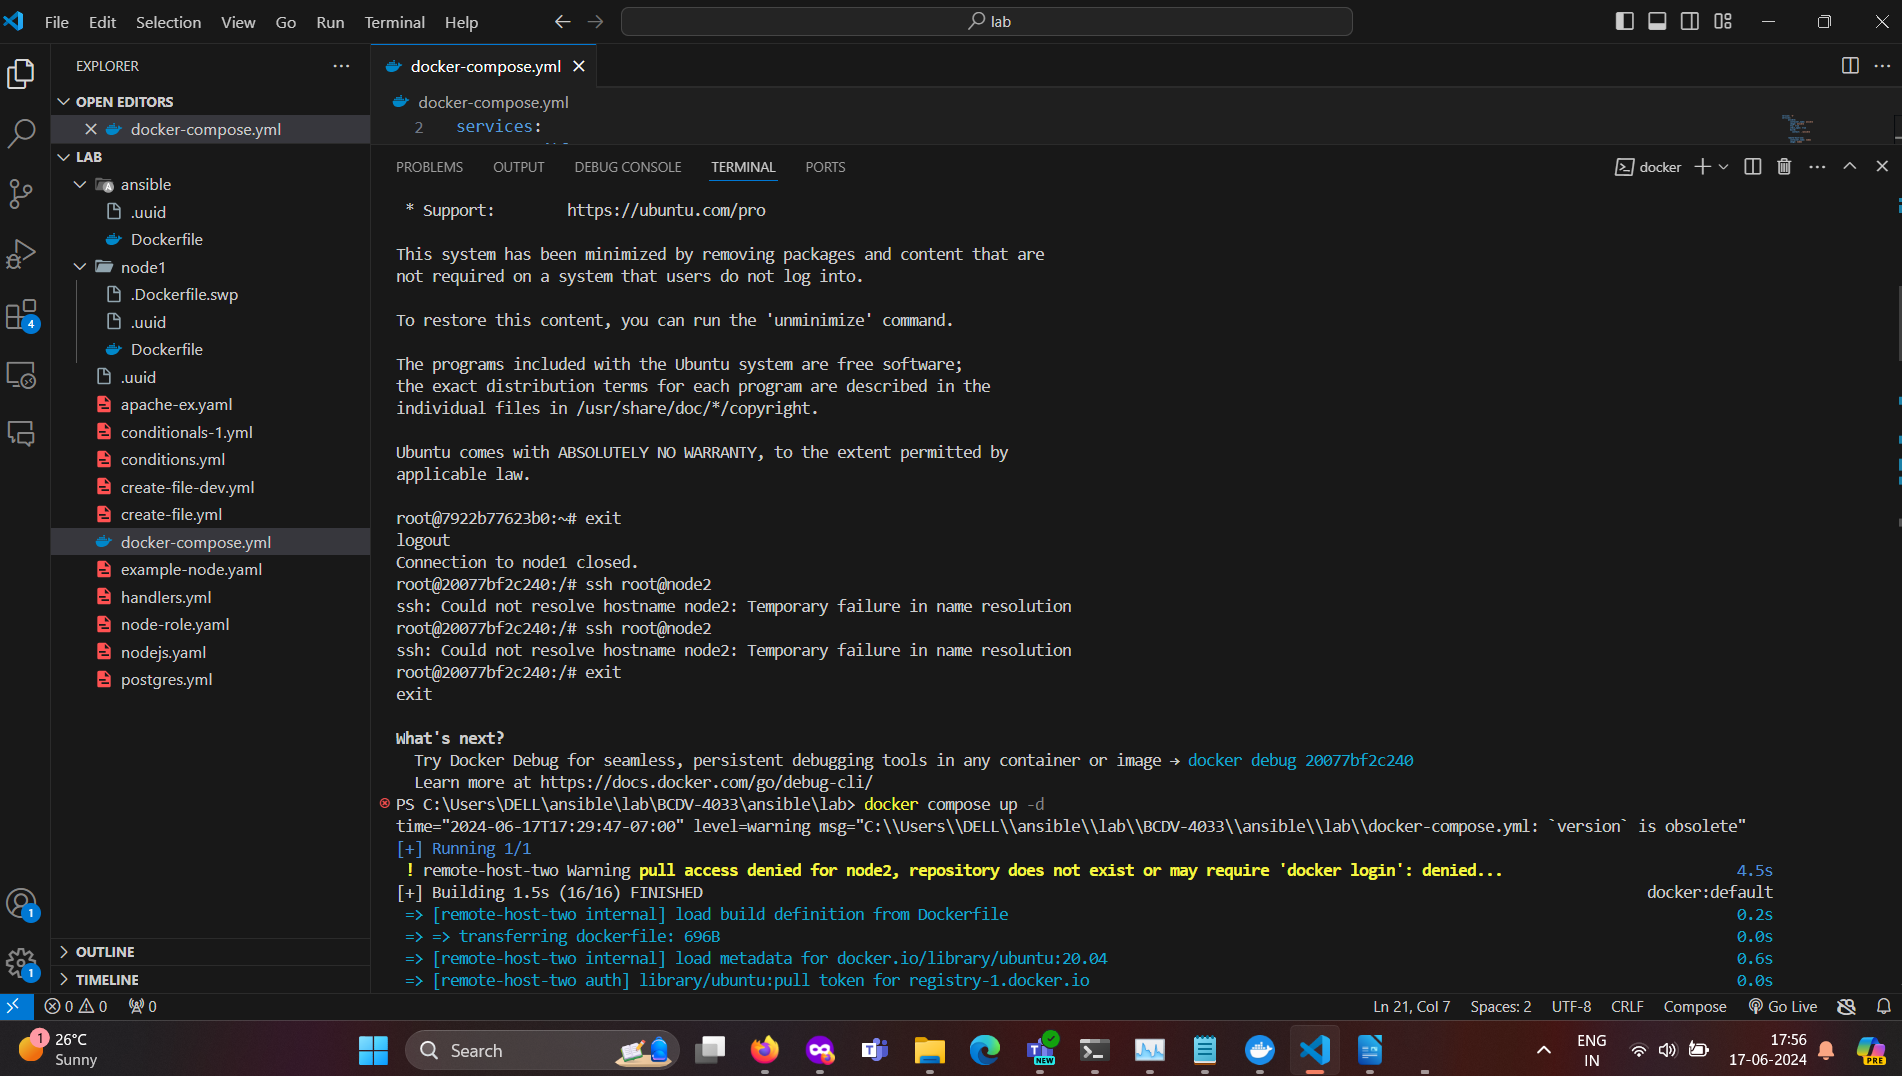 File Edit Selection View Go Run Terminal Help
lab
EXPLORER
OPEN EDITORS
docker-compose.yml
LAB
ansible
.uuid
Dockerfile
node1
.Dockerfile.swp
.uuid
Dockerfile
.uuid
apache-ex.yaml
conditionals-1.yml
conditions.yml
create-file-dev.yml
create-file.yml
docker-compose.yml
example-node.yaml
handlers.yml
node-role.yaml
nodejs.yaml
postgres.yml
OUTLINE
TIMELINE
4
1
1
docker-compose.yml
docker-compose.yml
2 services:
PROBLEMS OUTPUT DEBUG CONSOLE TERMINAL PORTS
docker
* Support: https://ubuntu.com/pro
This system has been minimized by removing packages and content that are
not required on a system that users do not log into.
To restore this content, you can run the 'unminimize' command.
The programs included with the Ubuntu system are free software;
the exact distribution terms for each program are described in the
individual files in /usr/share/doc/*/copyright.
Ubuntu comes with ABSOLUTELY NO WARRANTY, to the extent permitted by
applicable law.
root@7922b77623b0:~# exit
logout
Connection to node1 closed.
root@20077bf2c240:/# ssh root@node2
ssh: Could not resolve hostname node2: Temporary failure in name resolution
root@20077bf2c240:/# ssh root@node2
ssh: Could not resolve hostname node2: Temporary failure in name resolution
root@20077bf2c240:/# exit
exit
What's next?
Try Docker Debug for seamless, persistent debugging tools in any container or image → docker debug 20077bf2c240
Learn more at https://docs.docker.com/go/debug-cli/
PS C:\Users\DELL\ansible\lab\BCDV-4033\ansible\lab> docker compose up -d
time="2024-06-17T17:29:47-07:00" level=warning msg="C:\\Users\\DELL\\ansible\\lab\\BCDV-4033\\ansible\\lab\\docker-compose.yml: `version` is obsolete"
[+] Running 1/1
! remote-host-two Warning pull access denied for node2, repository does not exist or may require 'docker login': denied... 4.5s
[+] Building 1.5s (16/16) FINISHED docker:default
=> [remote-host-two internal] load build definition from Dockerfile 0.2s
=> => transferring dockerfile: 696B 0.0s
=> [remote-host-two internal] load metadata for docker.io/library/ubuntu:20.04 0.6s
=> [remote-host-two auth] library/ubuntu:pull token for registry-1.docker.io 0.0s
0 0 0 Ln 21, Col 7 Spaces: 2 UTF-8 CRLF Compose Go Live
1 26°C
Sunny
Search
NEW
ENG
IN
17:56
17-06-2024
PRE